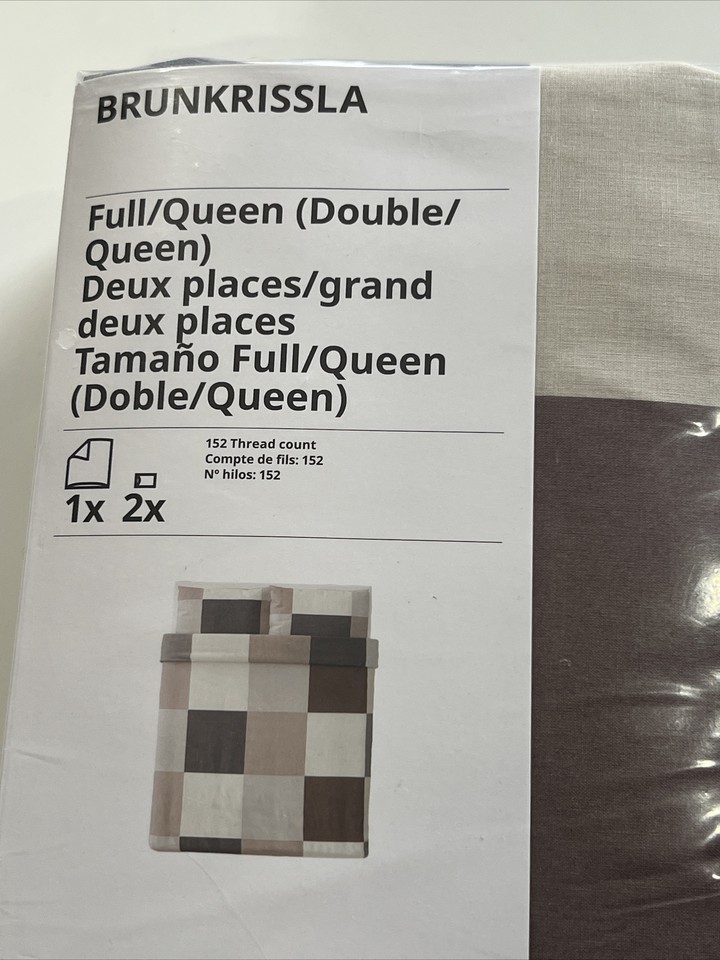 BRUNKRISSLA
Full/Queen (Double/
Queen)
Deux places/grand
deux places
Tamaño Full/Queen
(Doble/Queen)
152 Thread count
Compte de fils: 152
N° hilos: 152
1x 2x